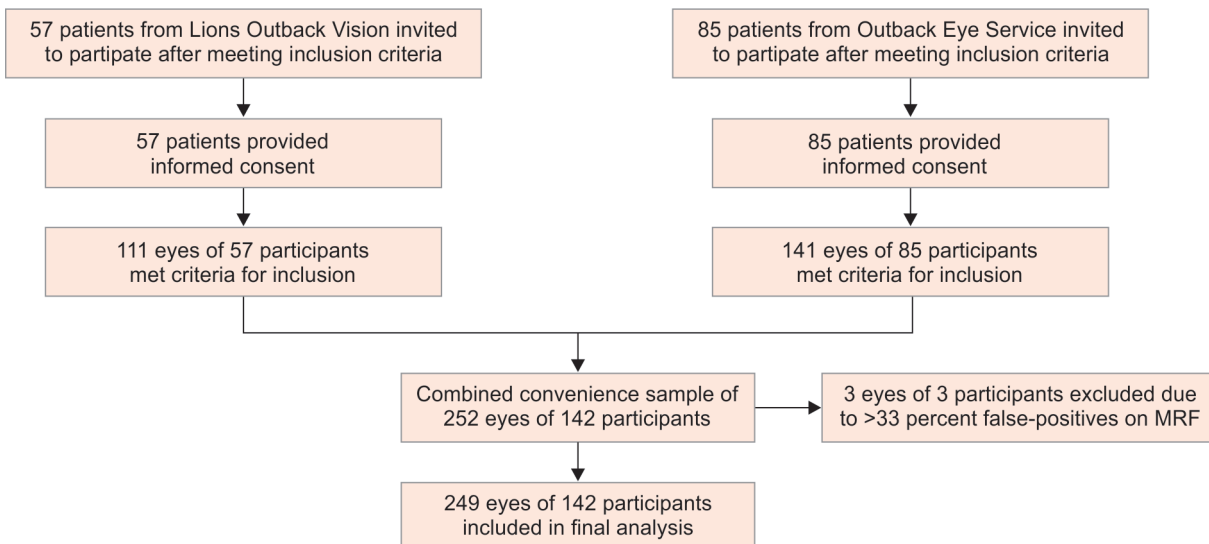 57 patients from Lions Outback Vision invited
to partipate after meeting inclusion criteria
85 patients from Outback Eye Service invited
to partipate after meeting inclusion criteria
57 patients provided
informed consent
85 patients provided
informed consent
111 eyes of 57 participants
met criteria for inclusion
141 eyes of 85 participants
met criteria for inclusion
Combined convenience sample of
252 eyes of 142 participants
3 eyes of 3 participants excluded due
to >33 percent false-positives on MRF
249 eyes of 142 participants
included in final analysis